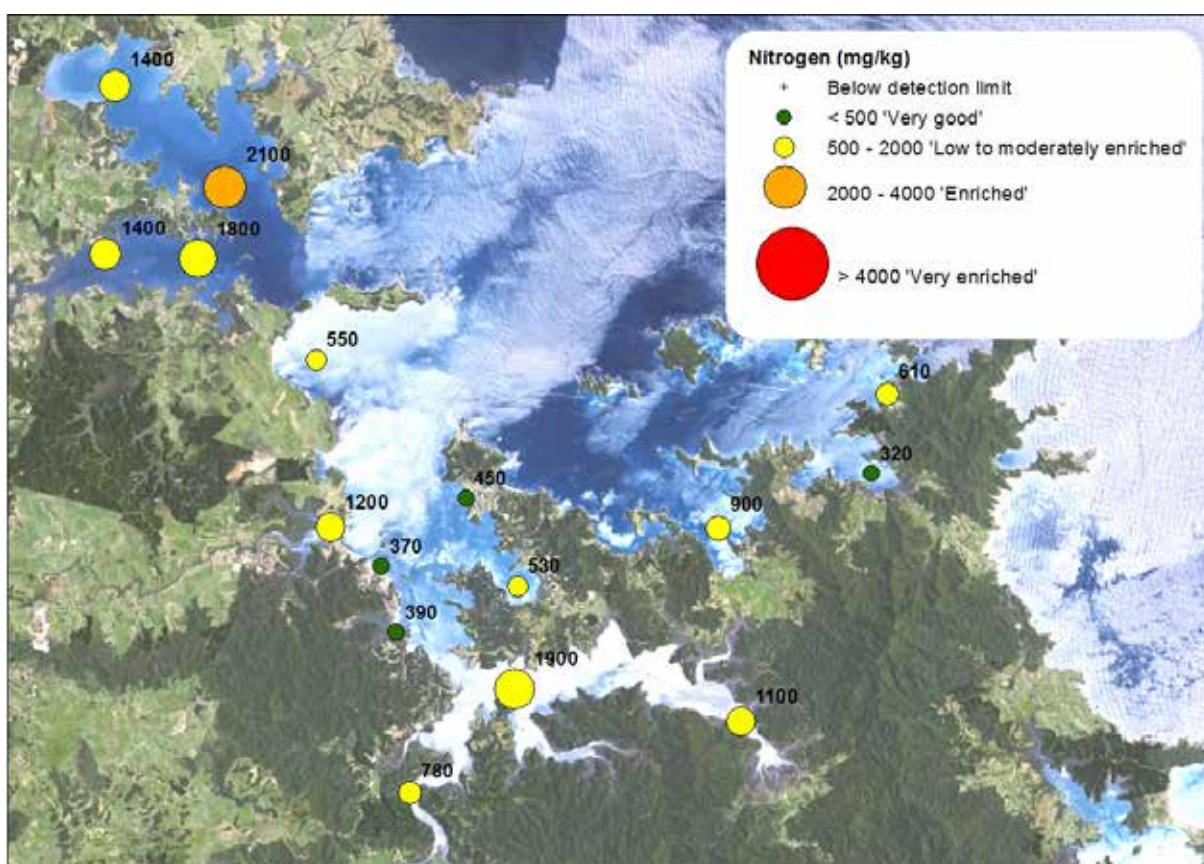 Nitrogen (mg/kg)
Below detection limit
< 500 'Very good'
500 - 2000 'Low to moderately enriched'
2000 - 4000 'Enriched'
> 4000 'Very enriched'
1400
2100
1400
1800
550
610
320
450
900
1200
370
530
390
1900
1100
780